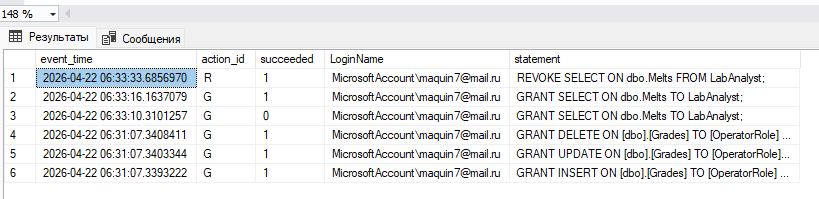 148 %
Результаты Сообщения
event_time action_id succeeded LoginName statement
1 2026-04-22 06:33:33.6856970 R 1 MicrosoftAccount\maquin7@mail.ru REVOKE SELECT ON dbo.Melts FROM LabAnalyst;
2 2026-04-22 06:33:16.1637079 G 1 MicrosoftAccount\maquin7@mail.ru GRANT SELECT ON dbo.Melts TO LabAnalyst;
3 2026-04-22 06:33:10.3101257 G 0 MicrosoftAccount\maquin7@mail.ru GRANT SELECT ON dbo.Melts TO LabAnalyst;
4 2026-04-22 06:31:07.3408411 G 1 MicrosoftAccount\maquin7@mail.ru GRANT DELETE ON [dbo].[Grades] TO [OperatorRole] ...
5 2026-04-22 06:31:07.3403344 G 1 MicrosoftAccount\maquin7@mail.ru GRANT UPDATE ON [dbo].[Grades] TO [OperatorRole] ...
6 2026-04-22 06:31:07.3393222 G 1 MicrosoftAccount\maquin7@mail.ru GRANT INSERT ON [dbo].[Grades] TO [OperatorRole] ...